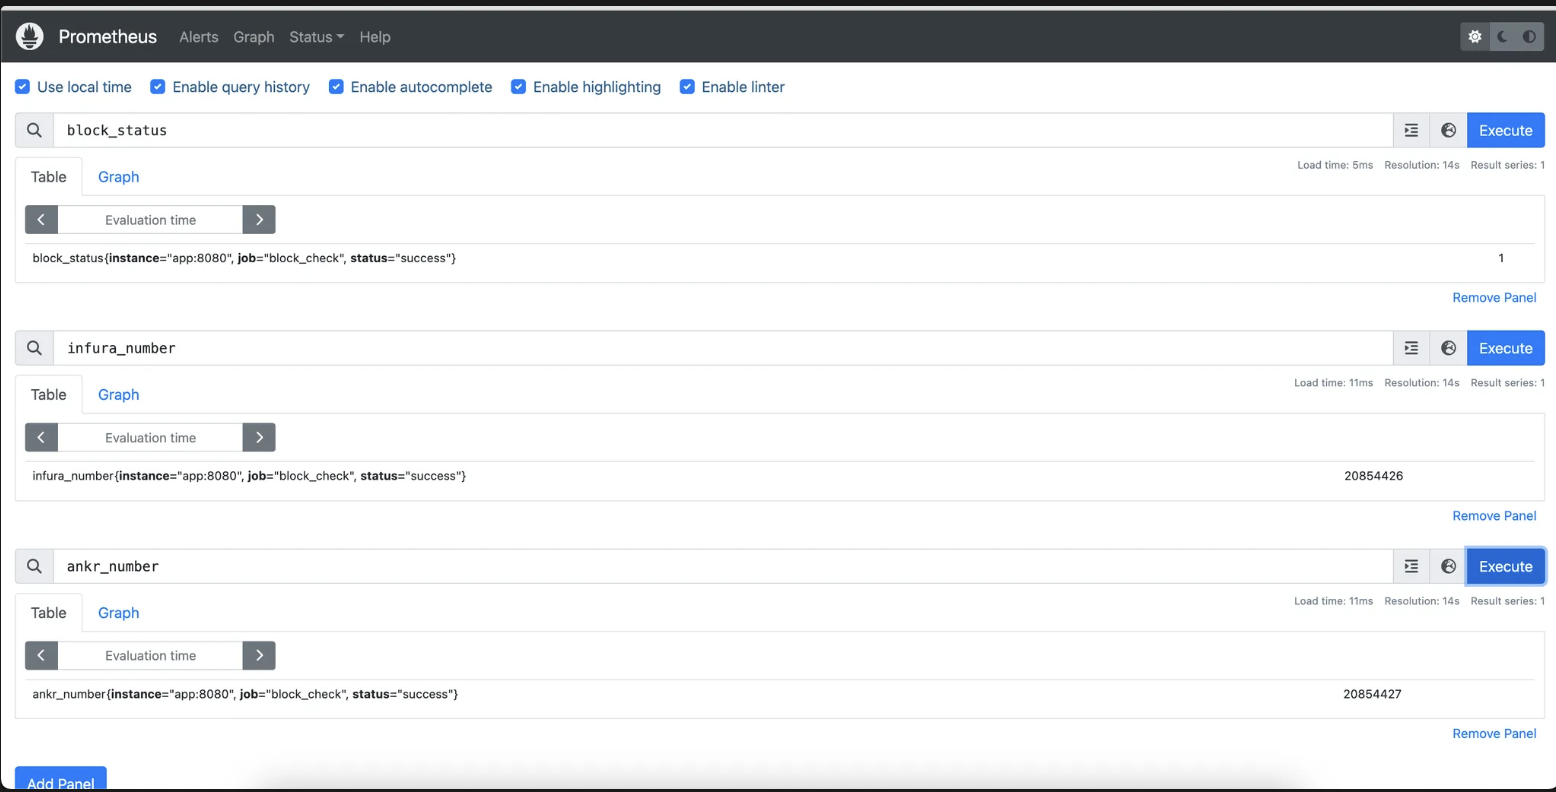 Prometheus Alerts Graph Status Help
Use local time Enable query history Enable autocomplete Enable highlighting Enable linter
block_status Execute
Load time: 5ms Resolution: 14s Result series: 1
Table Graph
Evaluation time
block_status{instance="app:8080", job="block_check", status="success"} 1
Remove Panel
infura_number Execute
Load time: 11ms Resolution: 14s Result series: 1
Table Graph
Evaluation time
infura_number{instance="app:8080", job="block_check", status="success"} 20854426
Remove Panel
ankr_number Execute
Load time: 11ms Resolution: 14s Result series: 1
Table Graph
Evaluation time
ankr_number{instance="app:8080", job="block_check", status="success"} 20854427
Remove Panel
Add Panel